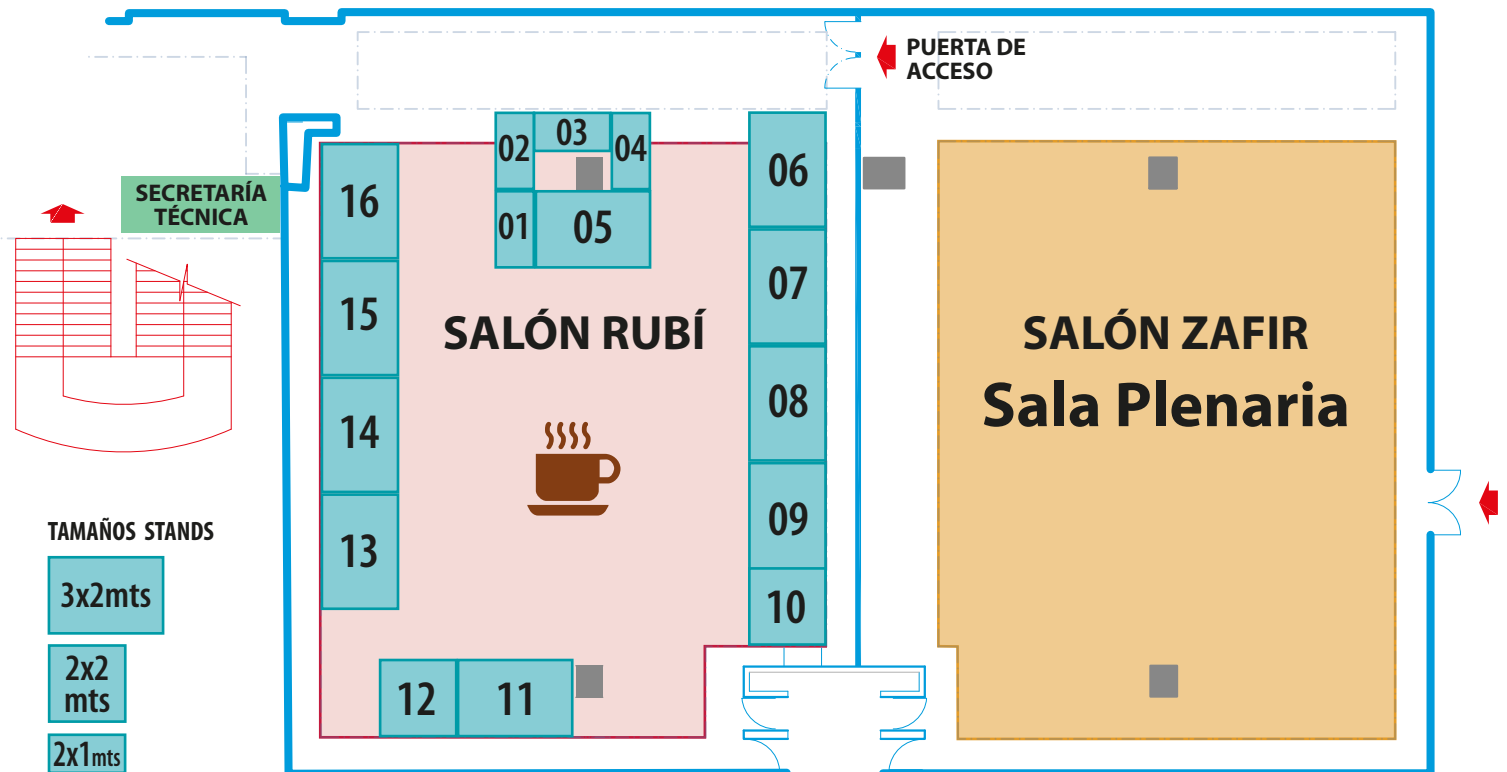 PUERTA DE
ACCESO
02
03
04
06
16
SECRETARÍA
TÉCNICA
01
05
07
15
SALÓN RUBÍ
SALÓN ZAFIR
Sala Plenaria
08
14
09
13
TAMAÑOS STANDS
3x2mts
10
2x2
mts
12
11
2x1mts